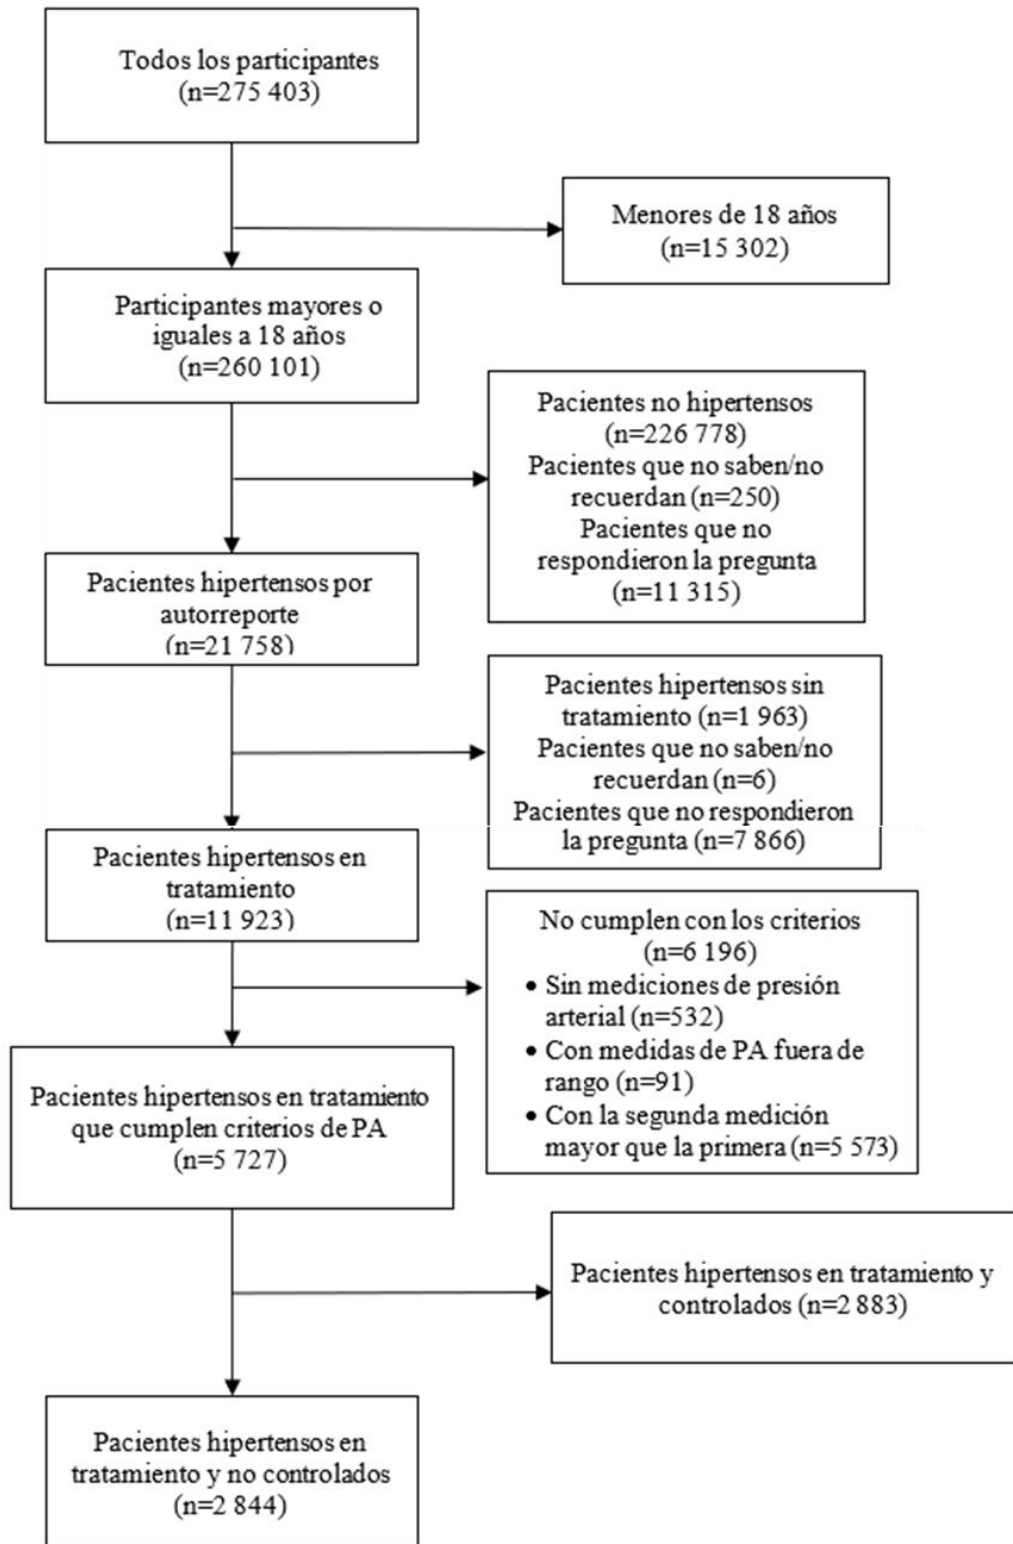 Todos los participantes
(n=275 403)
Menores de 18 años
(n=15 302)
Participantes mayores o
iguales a 18 años
(n=260 101)
Pacientes no hipertensos
(n=226 778)
Pacientes que no saben/no
recuerdan (n=250)
Pacientes que no
respondieron la pregunta
(n=11 315)
Pacientes hipertensos por
autorreporte
(n=21 758)
Pacientes hipertensos sin
tratamiento (n=1 963)
Pacientes que no saben/no
recuerdan (n=6)
Pacientes que no respondieron
la pregunta (n=7 866)
Pacientes hipertensos en
tratamiento
(n=11 923)
No cumplen con los criterios
(n=6 196)
• Sin mediciones de presión
arterial (n=532)
• Con medidas de PA fuera de
rango (n=91)
• Con la segunda medición
mayor que la primera (n=5 573)
Pacientes hipertensos en tratamiento
que cumplen criterios de PA
(n=5 727)
Pacientes hipertensos en tratamiento y
controlados (n=2 883)
Pacientes hipertensos en
tratamiento y no controlados
(n=2 844)